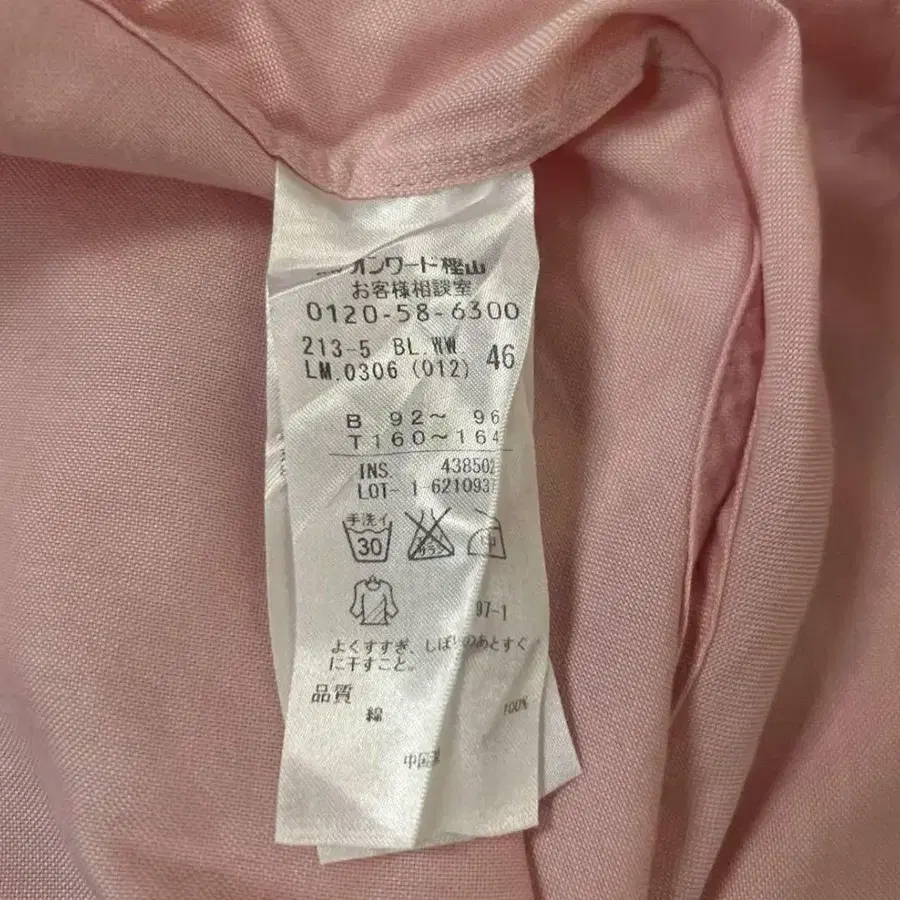 オンワード樫山
お客様相談室
0120-58-6300
213-5 BL.WW 46
LM.0306 (012)
B 92〜 96
T160〜164
INS. 438502
LOT- 1 6210937
手洗イ
30
97-1
よくすすぎ、しぼりのあとすぐ
に干すこと。
品質
綿 100%
中国製